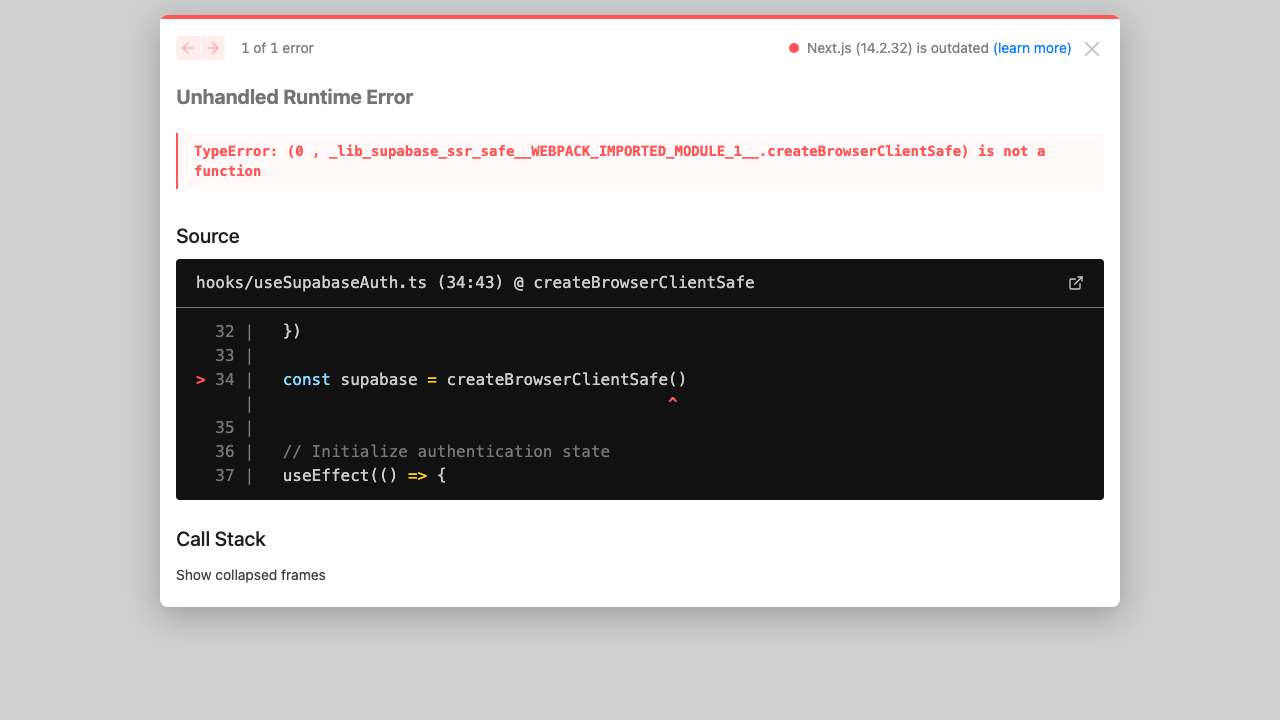 1 of 1 error
Next.js (14.2.32) is outdated (learn more)
Unhandled Runtime Error
TypeError: (0 , _lib_supabase_ssr_safe__WEBPACK_IMPORTED_MODULE_1__.createBrowserClientSafe) is not a
function
Source
hooks/useSupabaseAuth.ts (34:43) @ createBrowserClientSafe
32 |   })
33 |
> 34 |   const supabase = createBrowserClientSafe()
|                                           ^
35 |
36 |   // Initialize authentication state
37 |   useEffect(() => {
Call Stack
Show collapsed frames